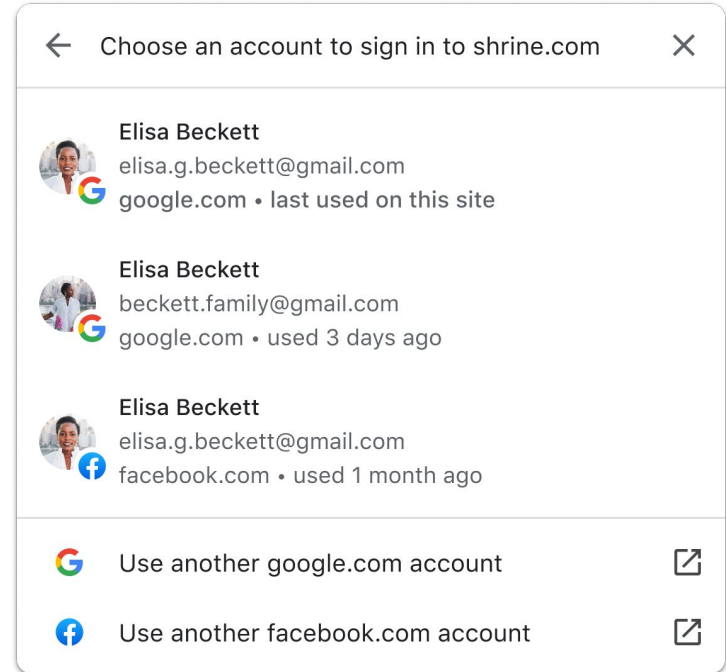 Choose an account to sign in to shrine.com
Elisa Beckett
elisa.g.beckett@gmail.com
google.com • last used on this site
Elisa Beckett
beckett.family@gmail.com
google.com • used 3 days ago
Elisa Beckett
elisa.g.beckett@gmail.com
facebook.com • used 1 month ago
Use another google.com account
Use another facebook.com account